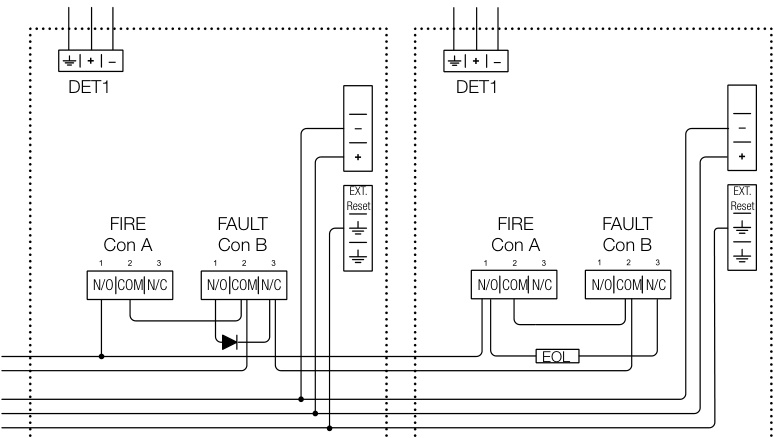 + –
DET1
–
+
EXT.
Reset
FIRE
Con A
1 2 3
N/O COM N/C
FAULT
Con B
1 2 3
N/O COM N/C
+ –
DET1
–
+
EXT.
Reset
FIRE
Con A
1 2 3
N/O COM N/C
FAULT
Con B
1 2 3
N/O COM N/C
EOL